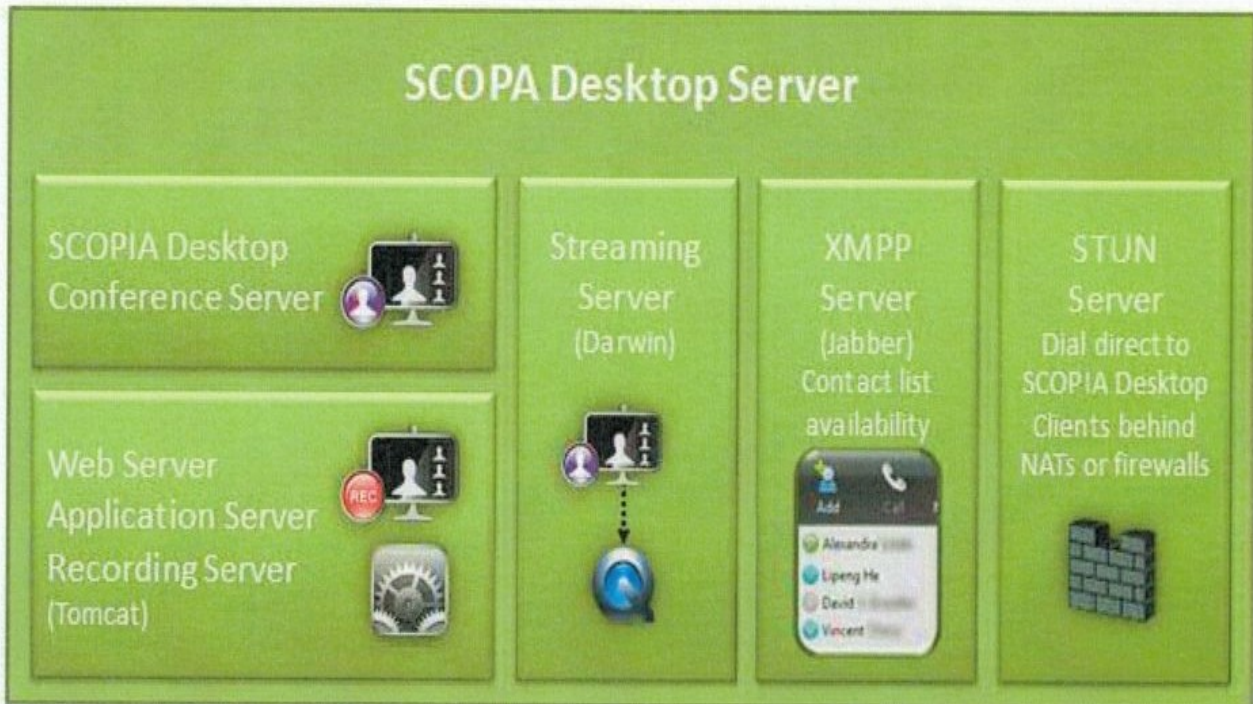 SCOPA Desktop Server
SCOPIA Desktop
Conference Server
Web Server
Application Server
Recording Server
(Tomcat)
REC
Streaming
Server
(Darwin)
XMPP
Server
(Jabber)
Contact list
availability
Add
Call
Alexandra
Lipeng He
David
Vincent
STUN
Server
Dial direct to
SCOPIA Desktop
Clients behind
NATs or firewalls